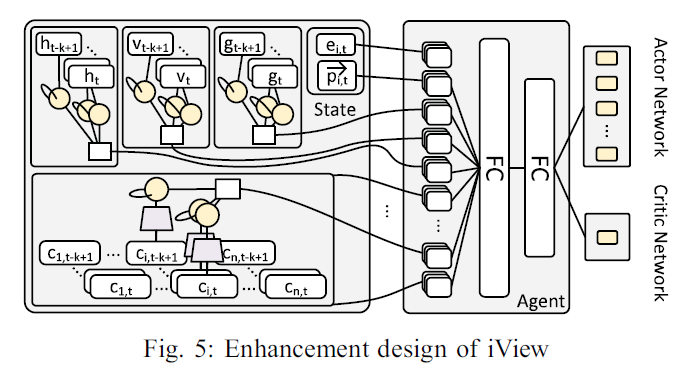 h_{t-k+1} ⋱ v_{t-k+1} ⋱ g_{t-k+1} ⋱ e_{i,t}
h_t v_t g_t \overrightarrow{p_{i,t}}
State
FC
FC
Agent
Actor Network
Critic Network
c_{1,t-k+1} ... c_{i,t-k+1} c_{n,t-k+1}
c_{1,t} ... c_{i,t} ... c_{n,t}
Fig. 5: Enhancement design of iView